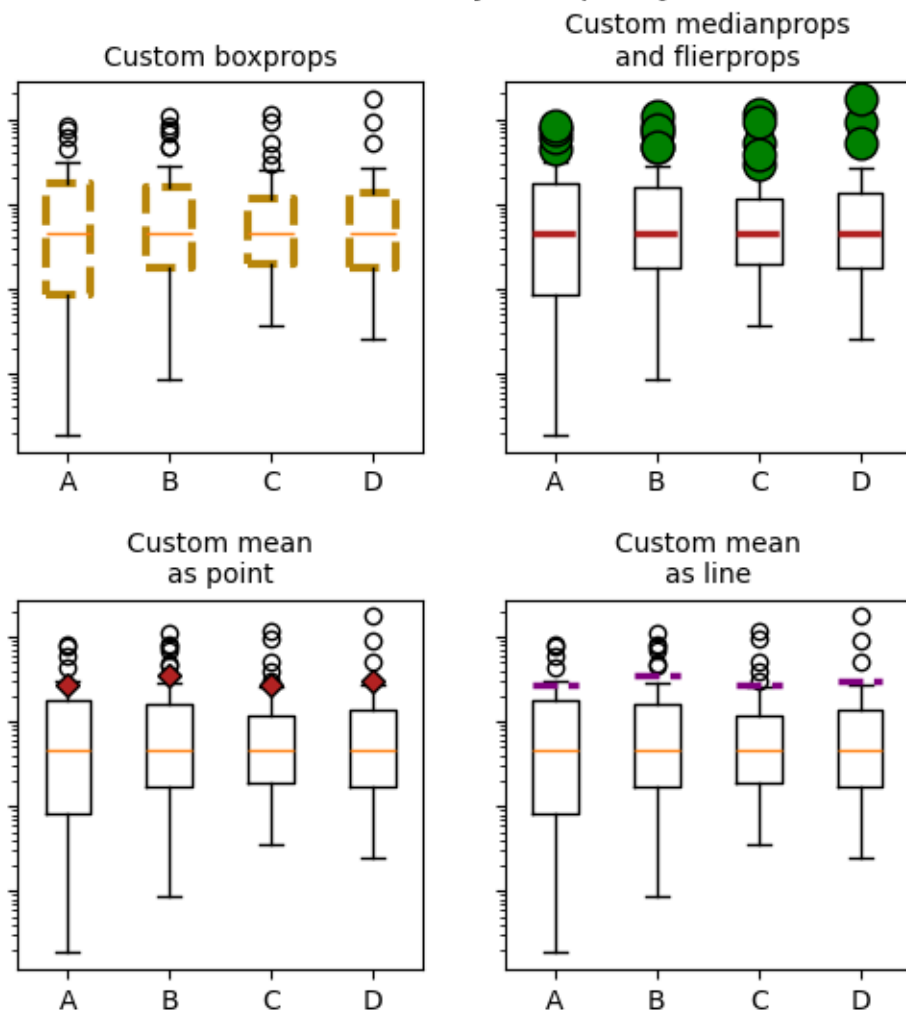 Custom boxprops
Custom medianprops
and flierprops
A B C D
A B C D
Custom mean
as point
Custom mean
as line
A B C D
A B C D